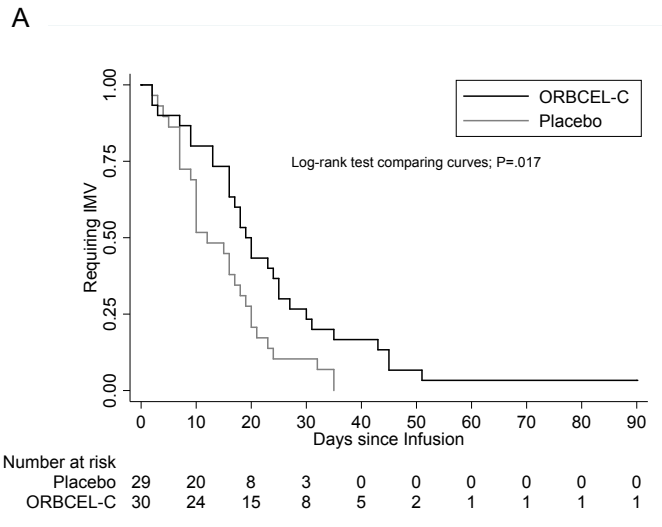 A
ORBCEL-C
Placebo
Log-rank test comparing curves; P=.017
Requiring IMV
1.00
0.75
0.50
0.25
0.00
0 10 20 30 40 50 60 70 80 90
Days since Infusion
Number at risk
Placebo 29 20 8 3 0 0 0 0 0 0
ORBCEL-C 30 24 15 8 5 2 1 1 1 1